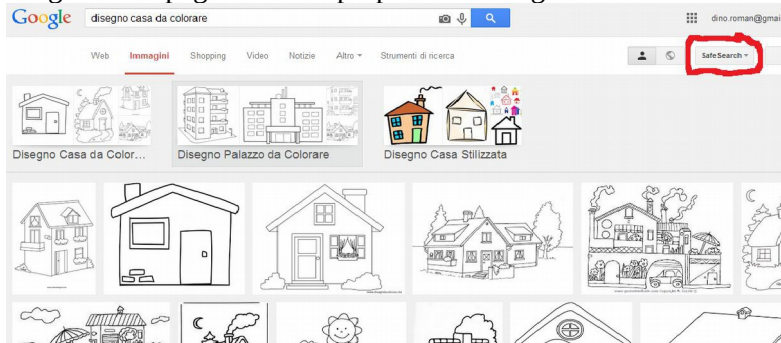 Google disegno casa da colorare dino.roman@gmai
Web Immagini Shopping Video Notizie Altro Strumenti di ricerca SafeSearch
Disegno Casa da Color... Disegno Palazzo da Colorare Disegno Casa Stilizzata